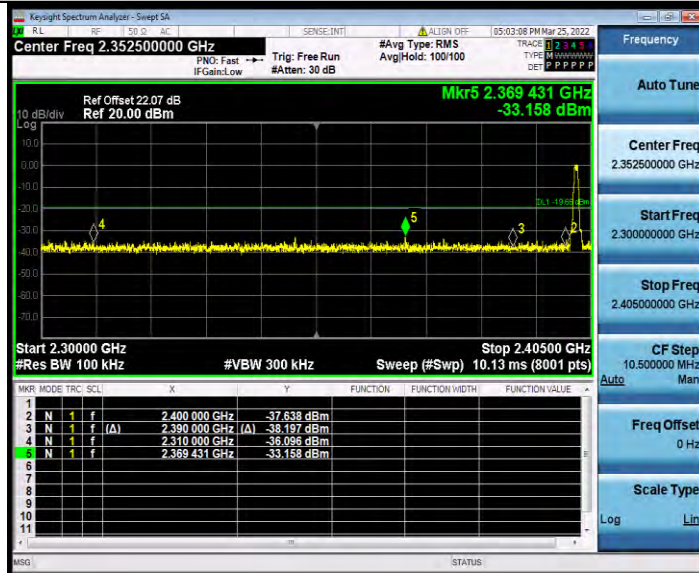 Keysight Spectrum Analyzer - Swept SA
RL RF 50 Ω AC SENSE:INT ALIGN OFF 05:03:08 PM Mar 25, 2022
Center Freq 2.352500000 GHz
PNO: Fast
IFGain:Low
Trig: Free Run
#Atten: 30 dB
#Avg Type: RMS
Avg|Hold: 100/100
TRACE 1 2 3 4 5 6
TYPE M W W W W W
DET P P P P P P
Ref Offset 22.07 dB
10 dB/div Ref 20.00 dBm
Log
Mkr5 2.369 431 GHz
-33.158 dBm
10.0
0.00
-10.0
-20.0
-30.0
-40.0
-50.0
-60.0
-70.0
4
5
3
2
Start 2.30000 GHz Stop 2.40500 GHz
#Res BW 100 kHz #VBW 300 kHz Sweep (#Swp) 10.13 ms (8001 pts)
MKR MODE TRC SCL X Y FUNCTION FUNCTION WIDTH FUNCTION VALUE
1
2 N 1 f 2.400 000 GHz -37.638 dBm
3 N 1 f (Δ) 2.390 000 GHz (Δ) -38.197 dBm
4 N 1 f 2.310 000 GHz -36.096 dBm
5 N 1 f 2.369 431 GHz -33.158 dBm
6
7
8
9
10
11
MSG STATUS
Frequency
Auto Tune
Center Freq
2.352500000 GHz
Start Freq
2.300000000 GHz
Stop Freq
2.405000000 GHz
CF Step
10.500000 MHz
Auto Man
Freq Offset
0 Hz
Scale Type
Log Lin